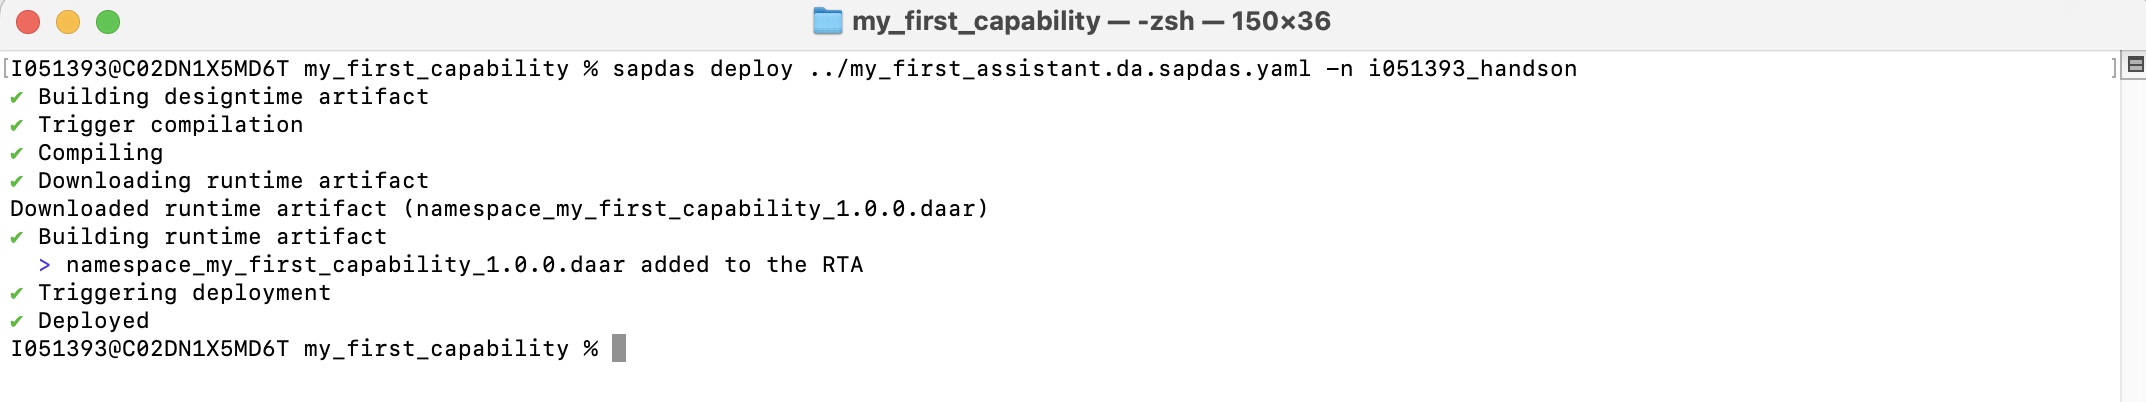 my_first_capability — -zsh — 150×36
[I051393@C02DN1X5MD6T my_first_capability % sapdas deploy ../my_first_assistant.da.sapdas.yaml -n i051393_handson ]
✔ Building designtime artifact
✔ Trigger compilation
✔ Compiling
✔ Downloading runtime artifact
Downloaded runtime artifact (namespace_my_first_capability_1.0.0.daar)
✔ Building runtime artifact
> namespace_my_first_capability_1.0.0.daar added to the RTA
✔ Triggering deployment
✔ Deployed
I051393@C02DN1X5MD6T my_first_capability %